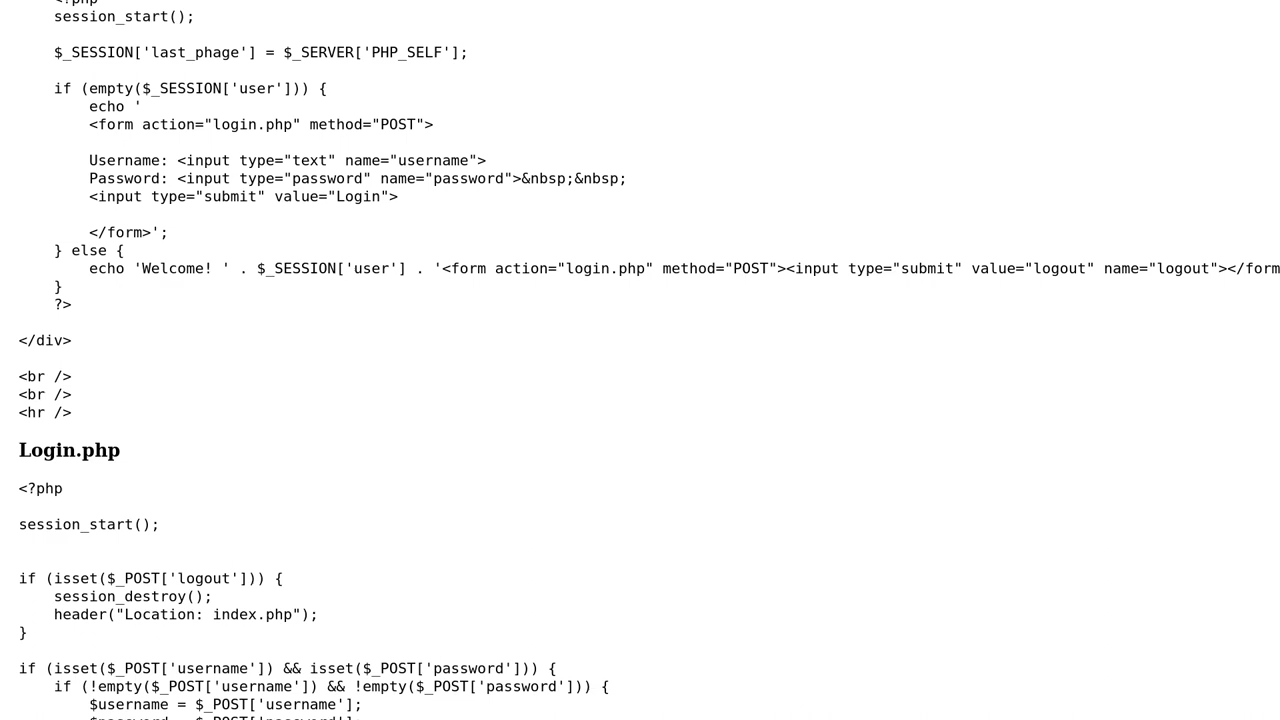 <?php
    session_start();

    $_SESSION['last_phage'] = $_SERVER['PHP_SELF'];

    if (empty($_SESSION['user'])) {
        echo '
        <form action="login.php" method="POST">

        Username: <input type="text" name="username">
        Password: <input type="password" name="password">&nbsp;&nbsp;
        <input type="submit" value="Login">

        </form>';
    } else {
        echo 'Welcome! ' . $_SESSION['user'] . '<form action="login.php" method="POST"><input type="submit" value="logout" name="logout"></form
    }
    ?>

</div>

<br />
<br />
<hr />

Login.php

<?php

session_start();


if (isset($_POST['logout'])) {
    session_destroy();
    header("Location: index.php");
}

if (isset($_POST['username']) && isset($_POST['password'])) {
    if (!empty($_POST['username']) && !empty($_POST['password'])) {
        $username = $_POST['username'];
        $password = $_POST['password'];